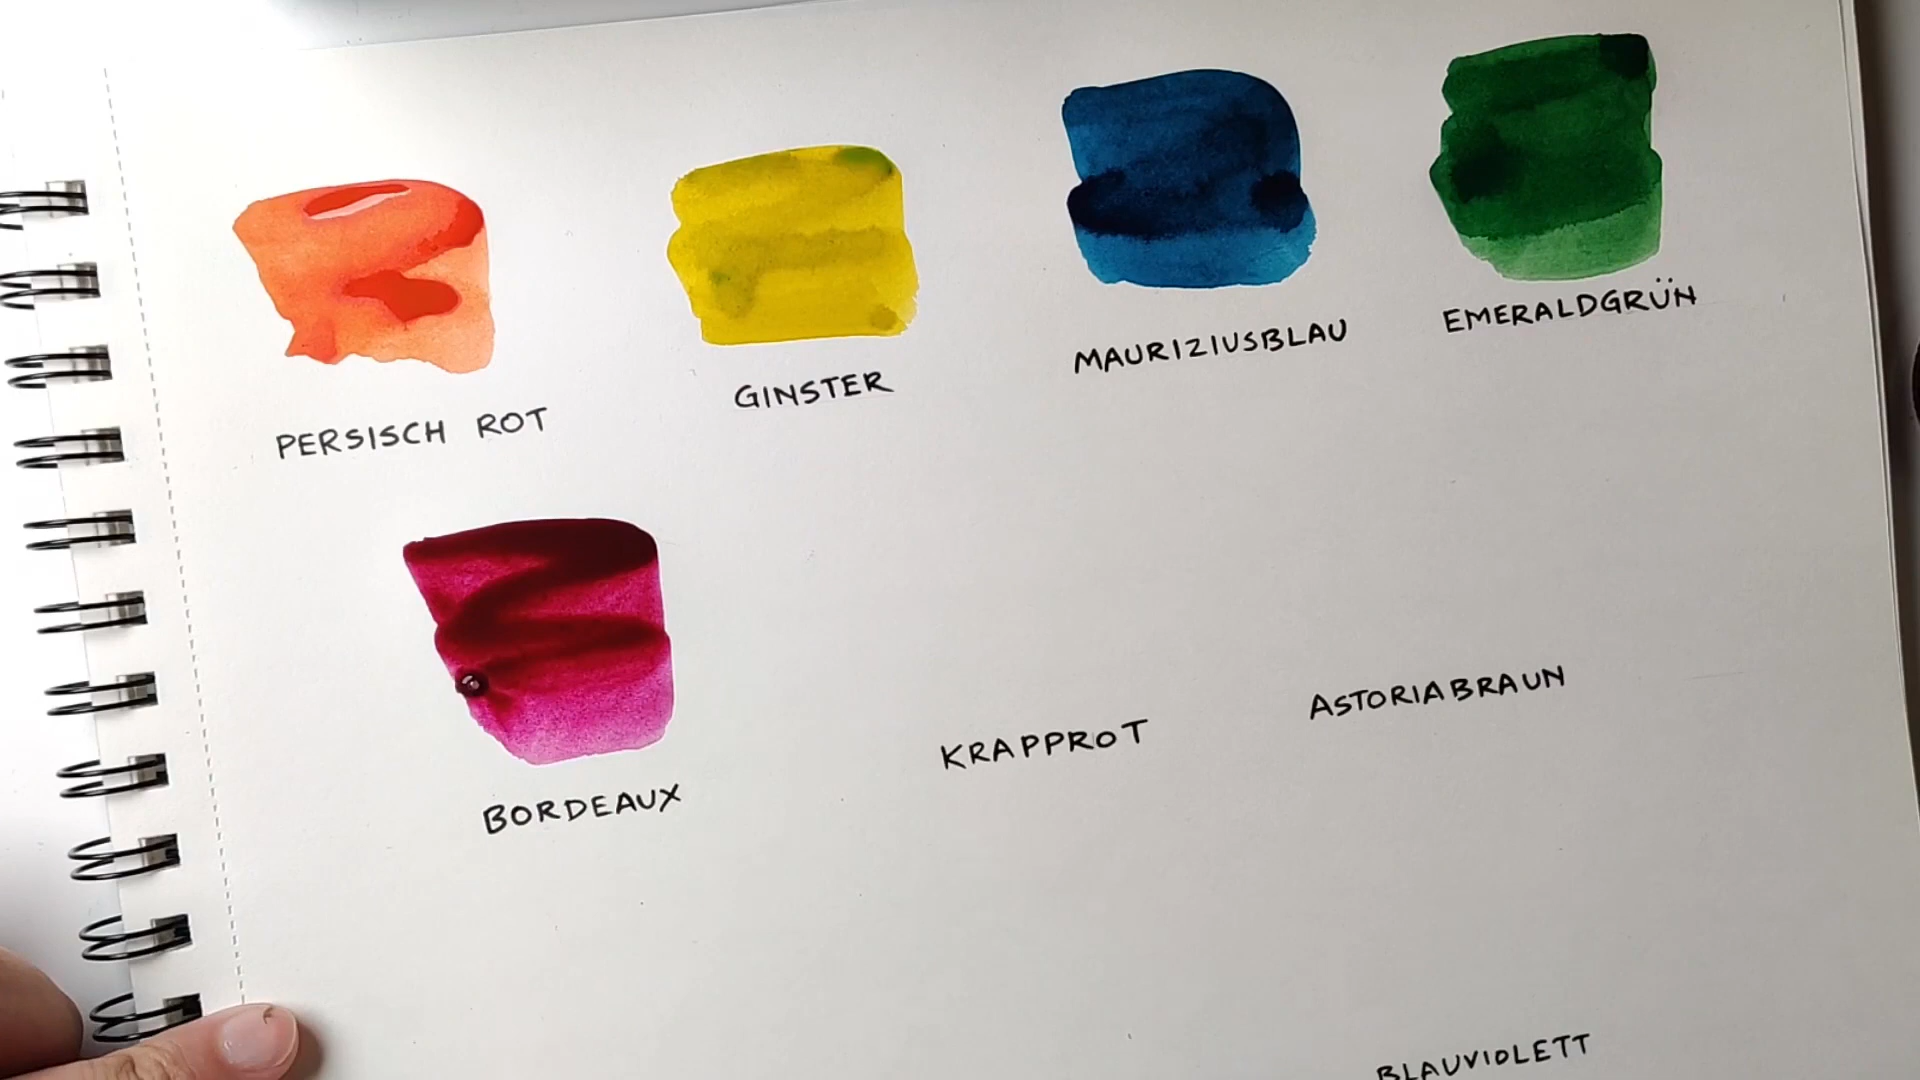 PERSISCH ROT
GINSTER
MAURIZIUSBLAU
EMERALDGRÜN
BORDEAUX
KRAPPROT
ASTORIABRAUN
BLAUVIOLETT